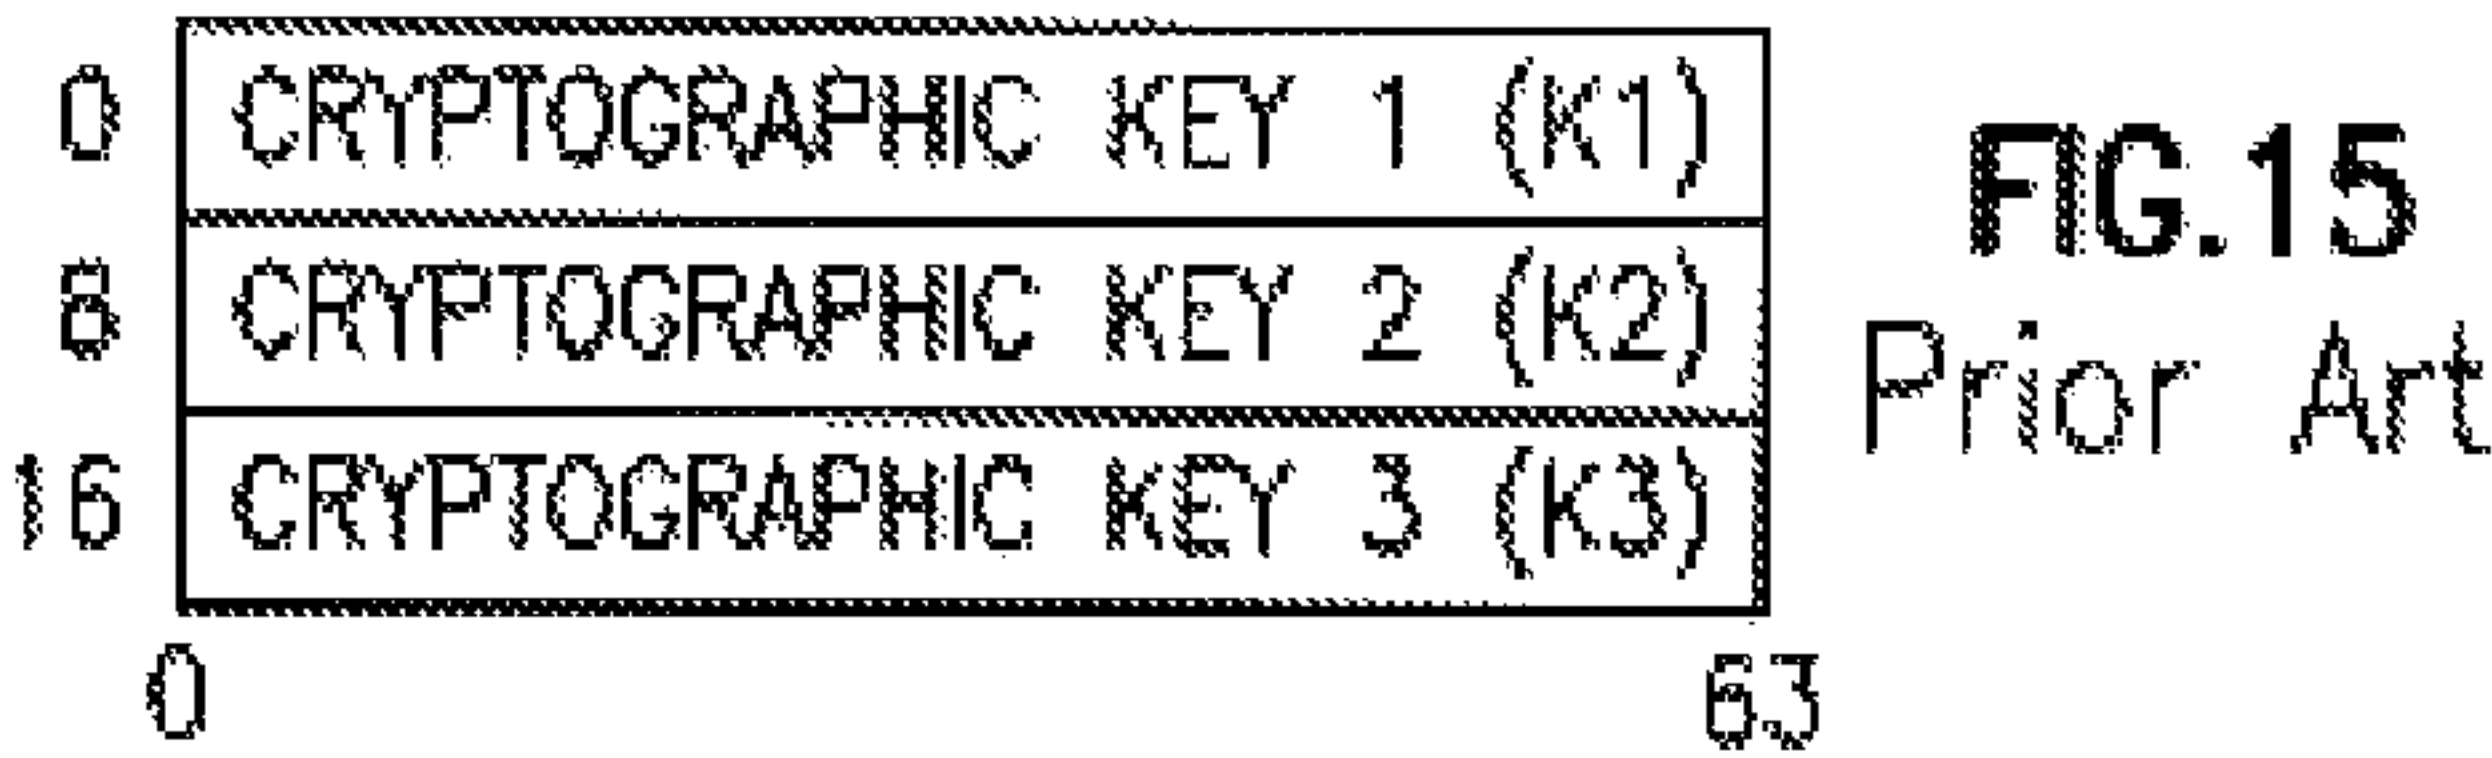 0 CRYPTOGRAPHIC KEY 1 (K1)
8 CRYPTOGRAPHIC KEY 2 (K2)
16 CRYPTOGRAPHIC KEY 3 (K3)
0 63
FIG.15
Prior Art